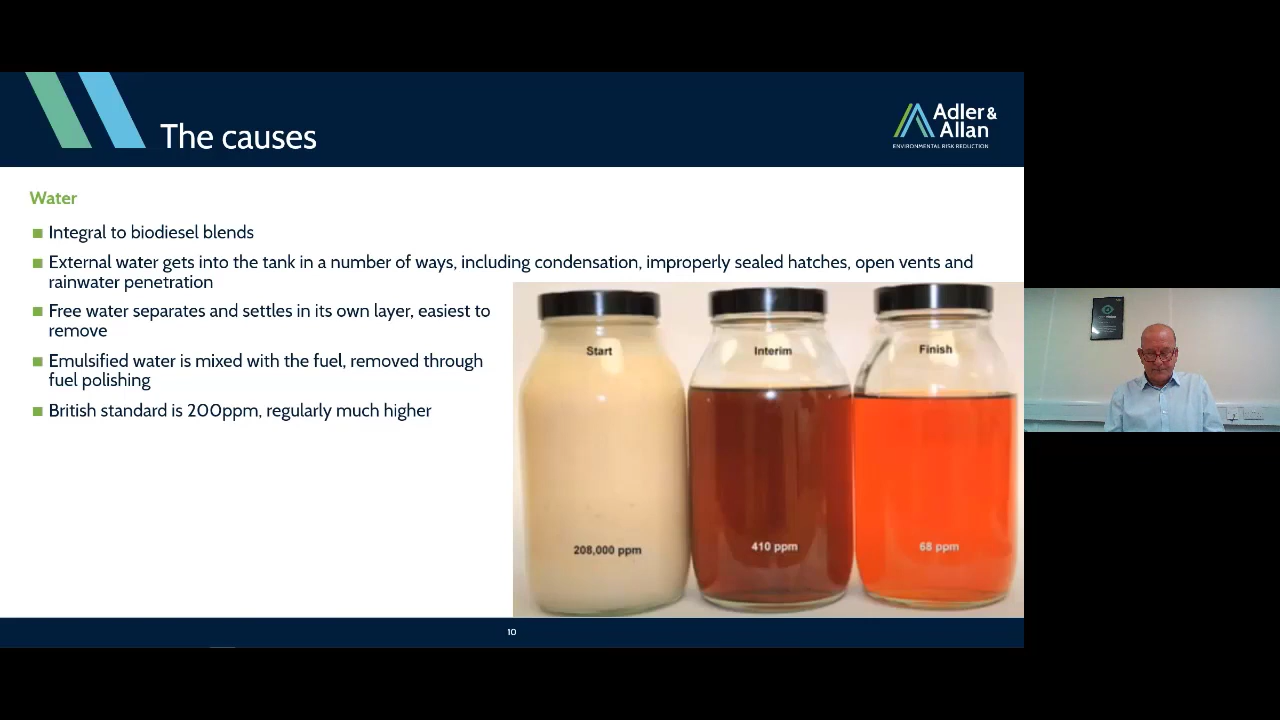 The causes
Adler &
Allan
ENVIRONMENTAL RISK REDUCTION
Water
Integral to biodiesel blends
External water gets into the tank in a number of ways, including condensation, improperly sealed hatches, open vents and
rainwater penetration
Free water separates and settles in its own layer, easiest to
remove
Emulsified water is mixed with the fuel, removed through
fuel polishing
British standard is 200ppm, regularly much higher
Start
Interim
Finish
208,000 ppm
410 ppm
68 ppm
10